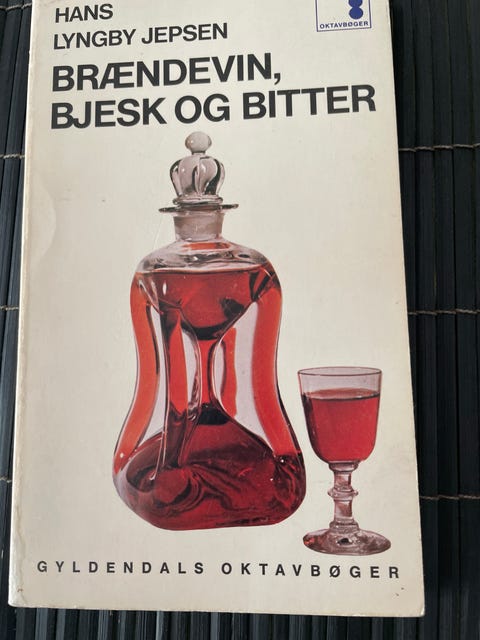 HANS
LYNGBY JEPSEN
OKTAVBØGER
BRÆNDEVIN,
BJESK OG BITTER
GYLDENDALS OKTAVBØGER